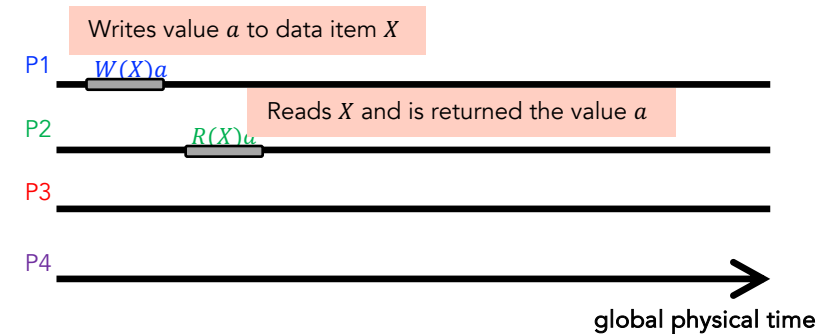 Writes value a to data item X
P1
W(X)a
Reads X and is returned the value a
P2
R(X)a
P3
P4
global physical time